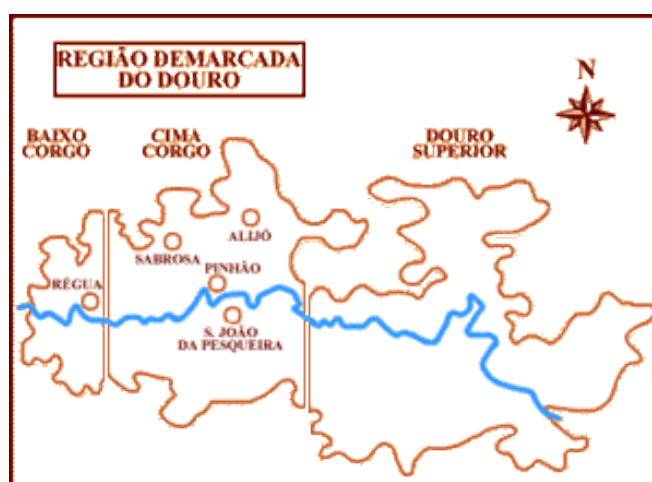 REGIÃO DEMARCADA
DO DOURO
N
BAIXO
CORGO
CIMA
CORGO
DOURO
SUPERIOR
ALIJÓ
SABROSA
PINHÃO
RÉGUA
S. JOÃO
DA PESQUEIRA